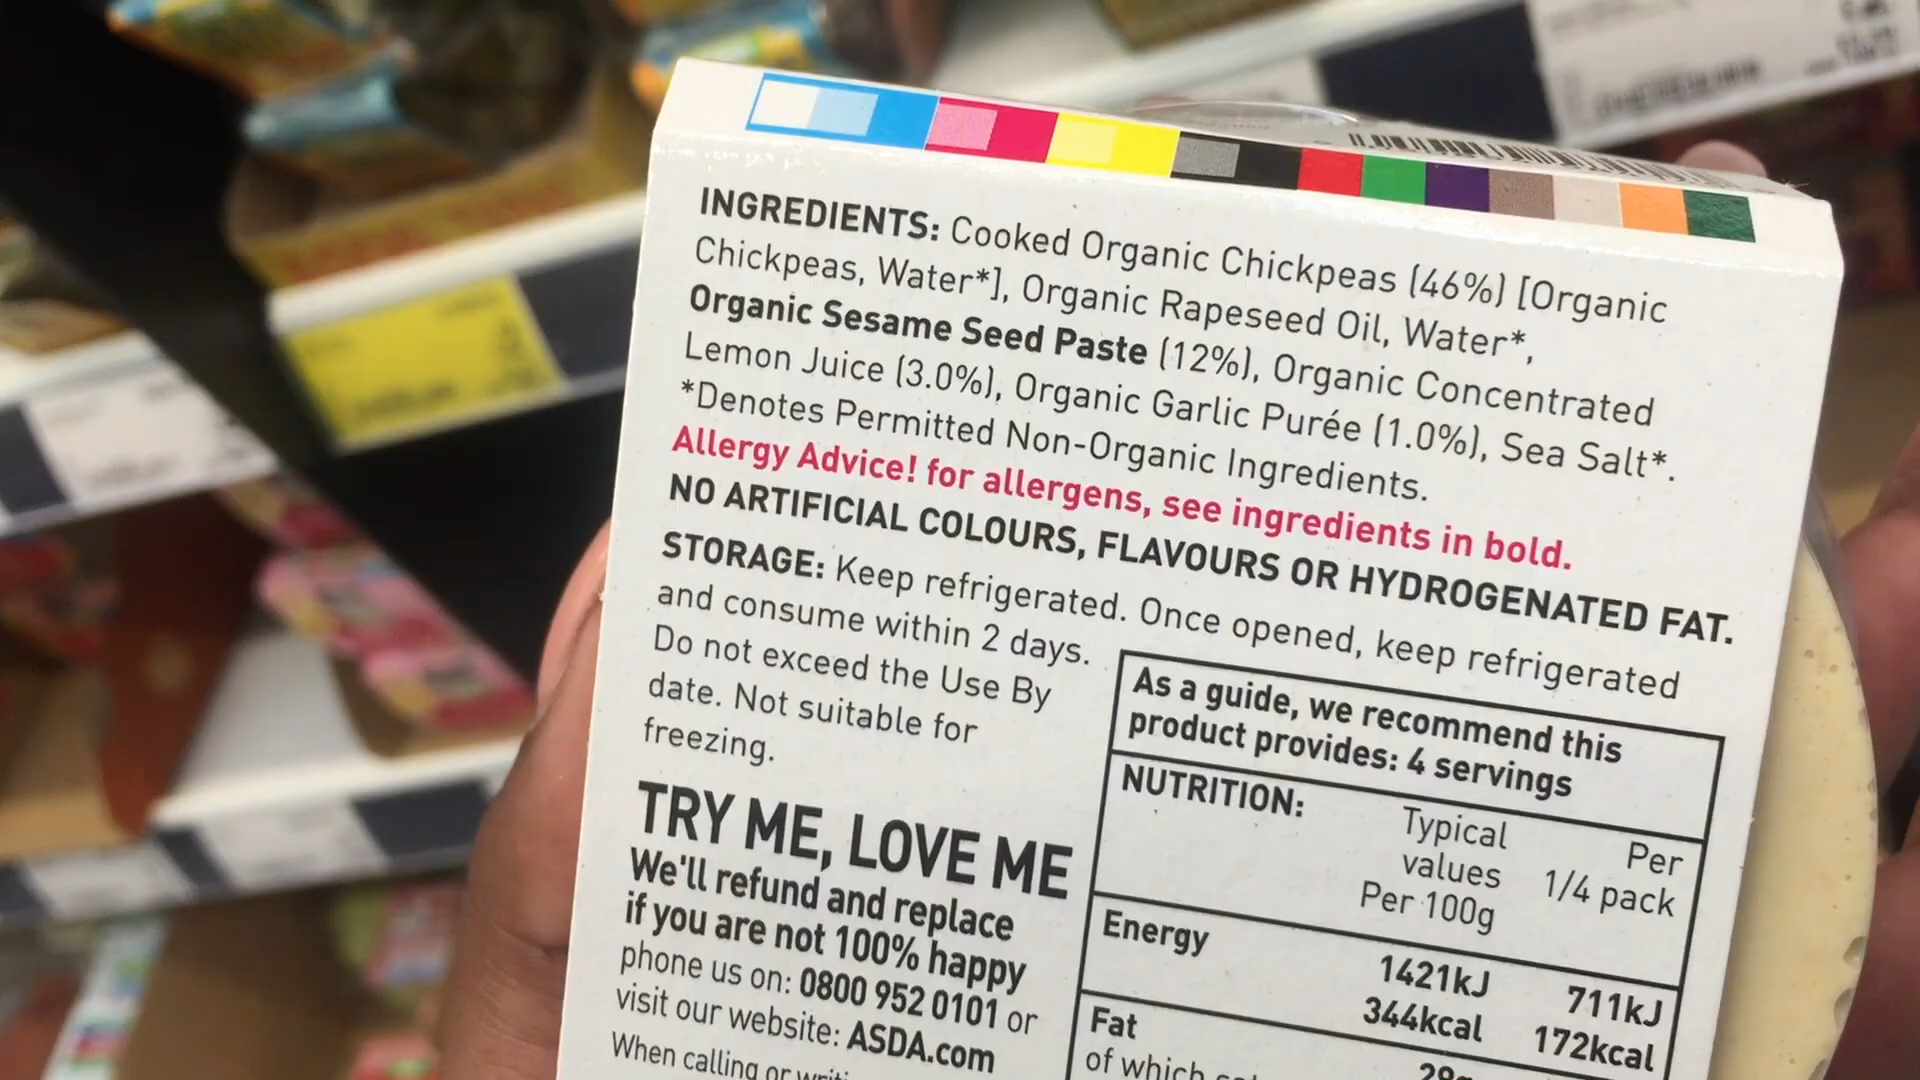 INGREDIENTS: Cooked Organic Chickpeas (46%) [Organic
Chickpeas, Water*], Organic Rapeseed Oil, Water*,
Organic Sesame Seed Paste (12%), Organic Concentrated
Lemon Juice (3.0%), Organic Garlic Purée (1.0%), Sea Salt*.
*Denotes Permitted Non-Organic Ingredients.
Allergy Advice! for allergens, see ingredients in bold.
NO ARTIFICIAL COLOURS, FLAVOURS OR HYDROGENATED FAT.
STORAGE: Keep refrigerated. Once opened, keep refrigerated
and consume within 2 days.
Do not exceed the Use By
date. Not suitable for
freezing.
TRY ME, LOVE ME
We'll refund and replace
if you are not 100% happy
phone us on: 0800 952 0101 or
visit our website: ASDA.com
When calling or
As a guide, we recommend this
product provides: 4 servings
NUTRITION:
Typical
values
Per 100g
Per
1/4 pack
Energy
1421kJ
711kJ
344kcal
172kcal
Fat
of which